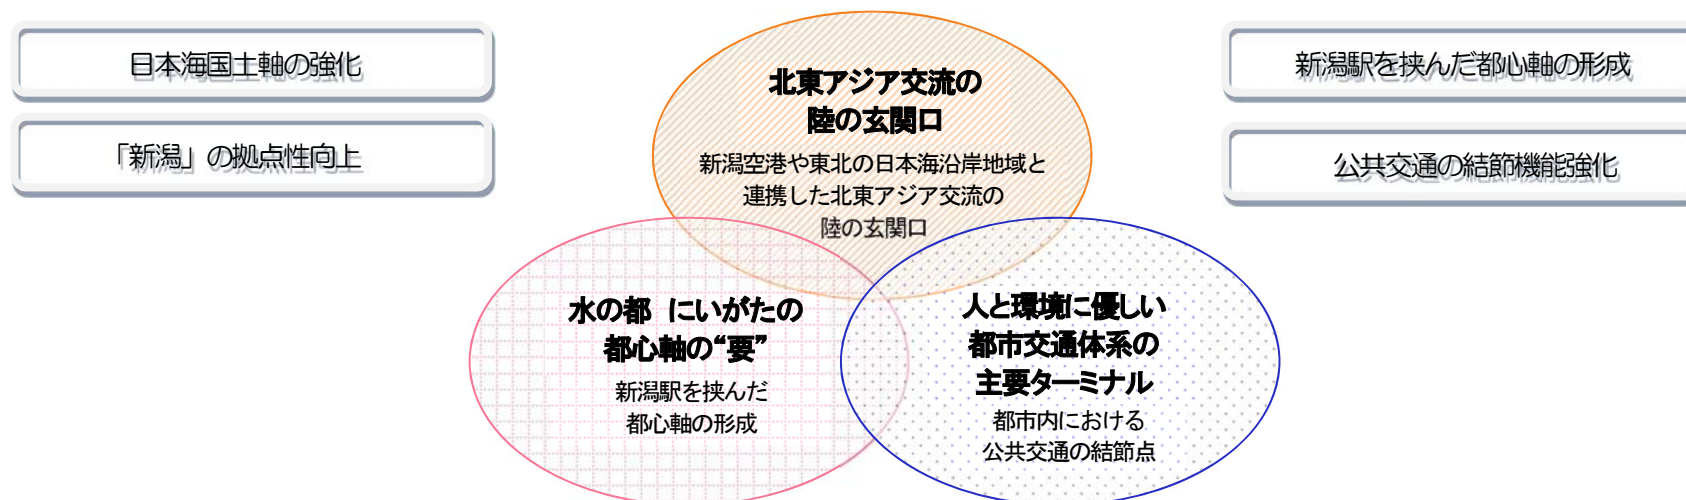 日本海国土軸の強化
「新潟」の拠点性向上
北東アジア交流の
陸の玄関口
新潟空港や東北の日本海沿岸地域と
連携した北東アジア交流の
陸の玄関口
新潟駅を挟んだ都心軸の形成
公共交通の結節機能強化
水の都　にいがたの
都心軸の“要”
新潟駅を挟んだ
都心軸の形成
人と環境に優しい
都市交通体系の
主要ターミナル
都市内における
公共交通の結節点